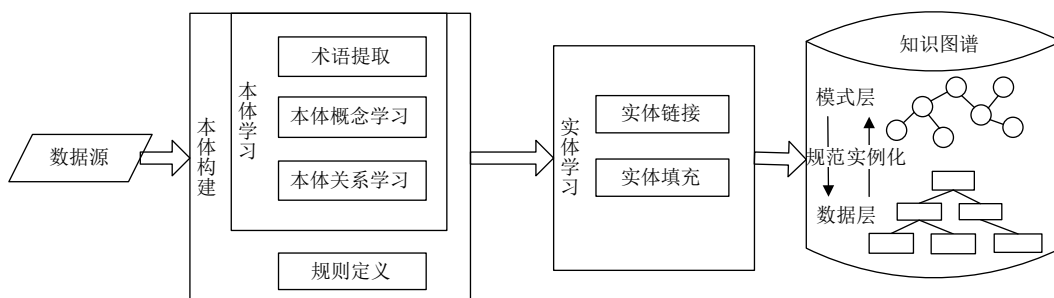 数据源
本体构建
本体学习
术语提取
本体概念学习
本体关系学习
规则定义
实体学习
实体链接
实体填充
知识图谱
模式层
规范
实例化
数据层